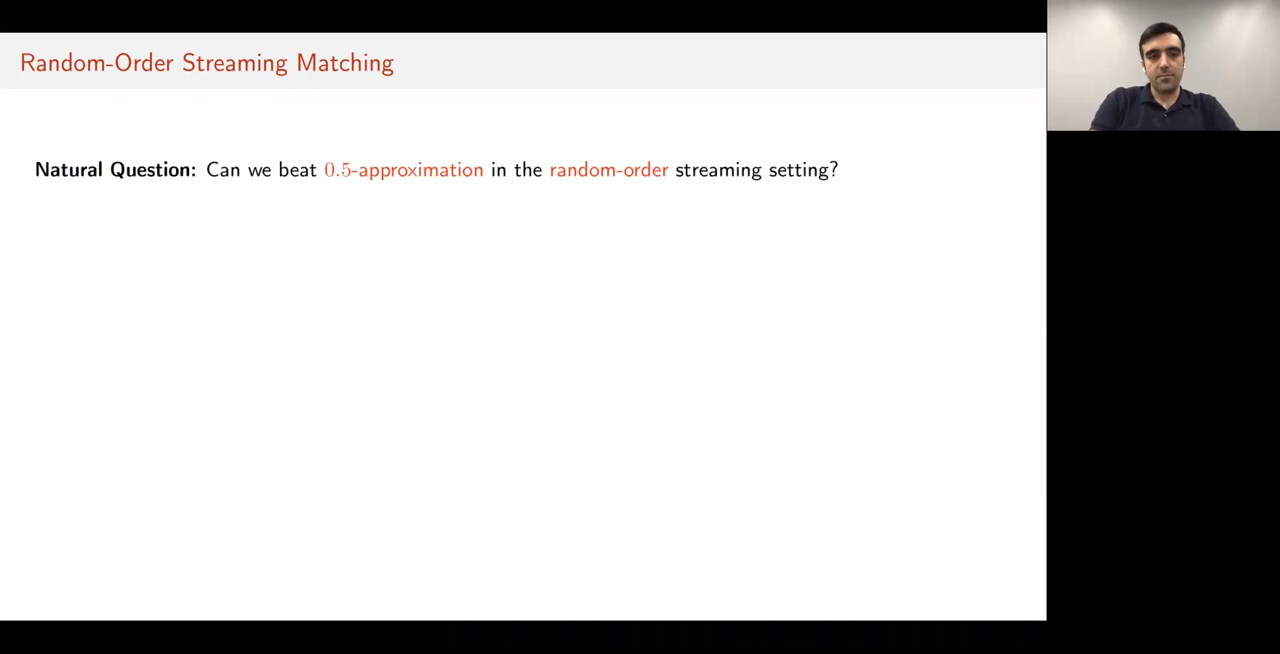 Random-Order Streaming Matching
Natural Question: Can we beat 0.5-approximation in the random-order streaming setting?